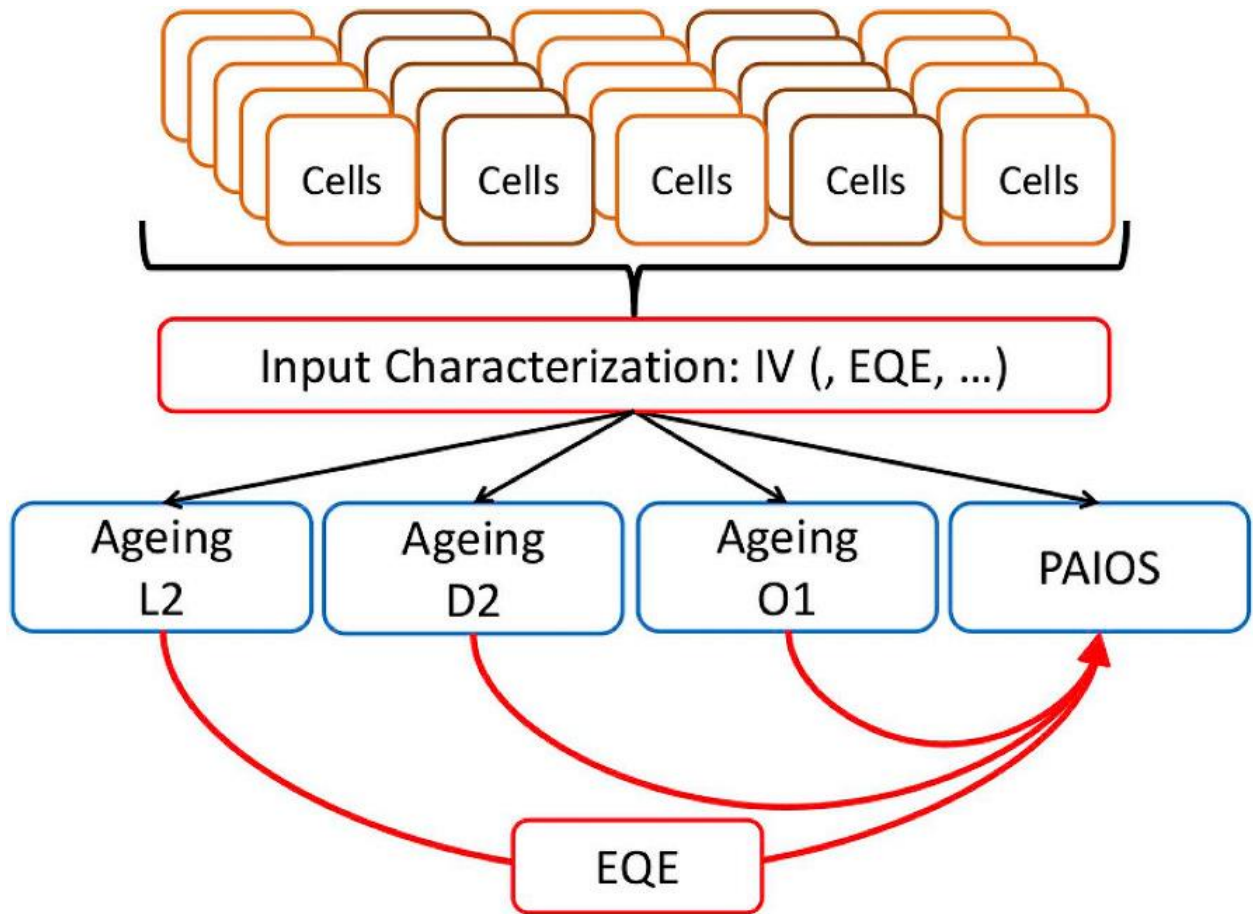 Cells Cells Cells Cells Cells
Input Characterization: IV (, EQE, ...)
Ageing
L2
Ageing
D2
Ageing
O1
PAIOS
EQE